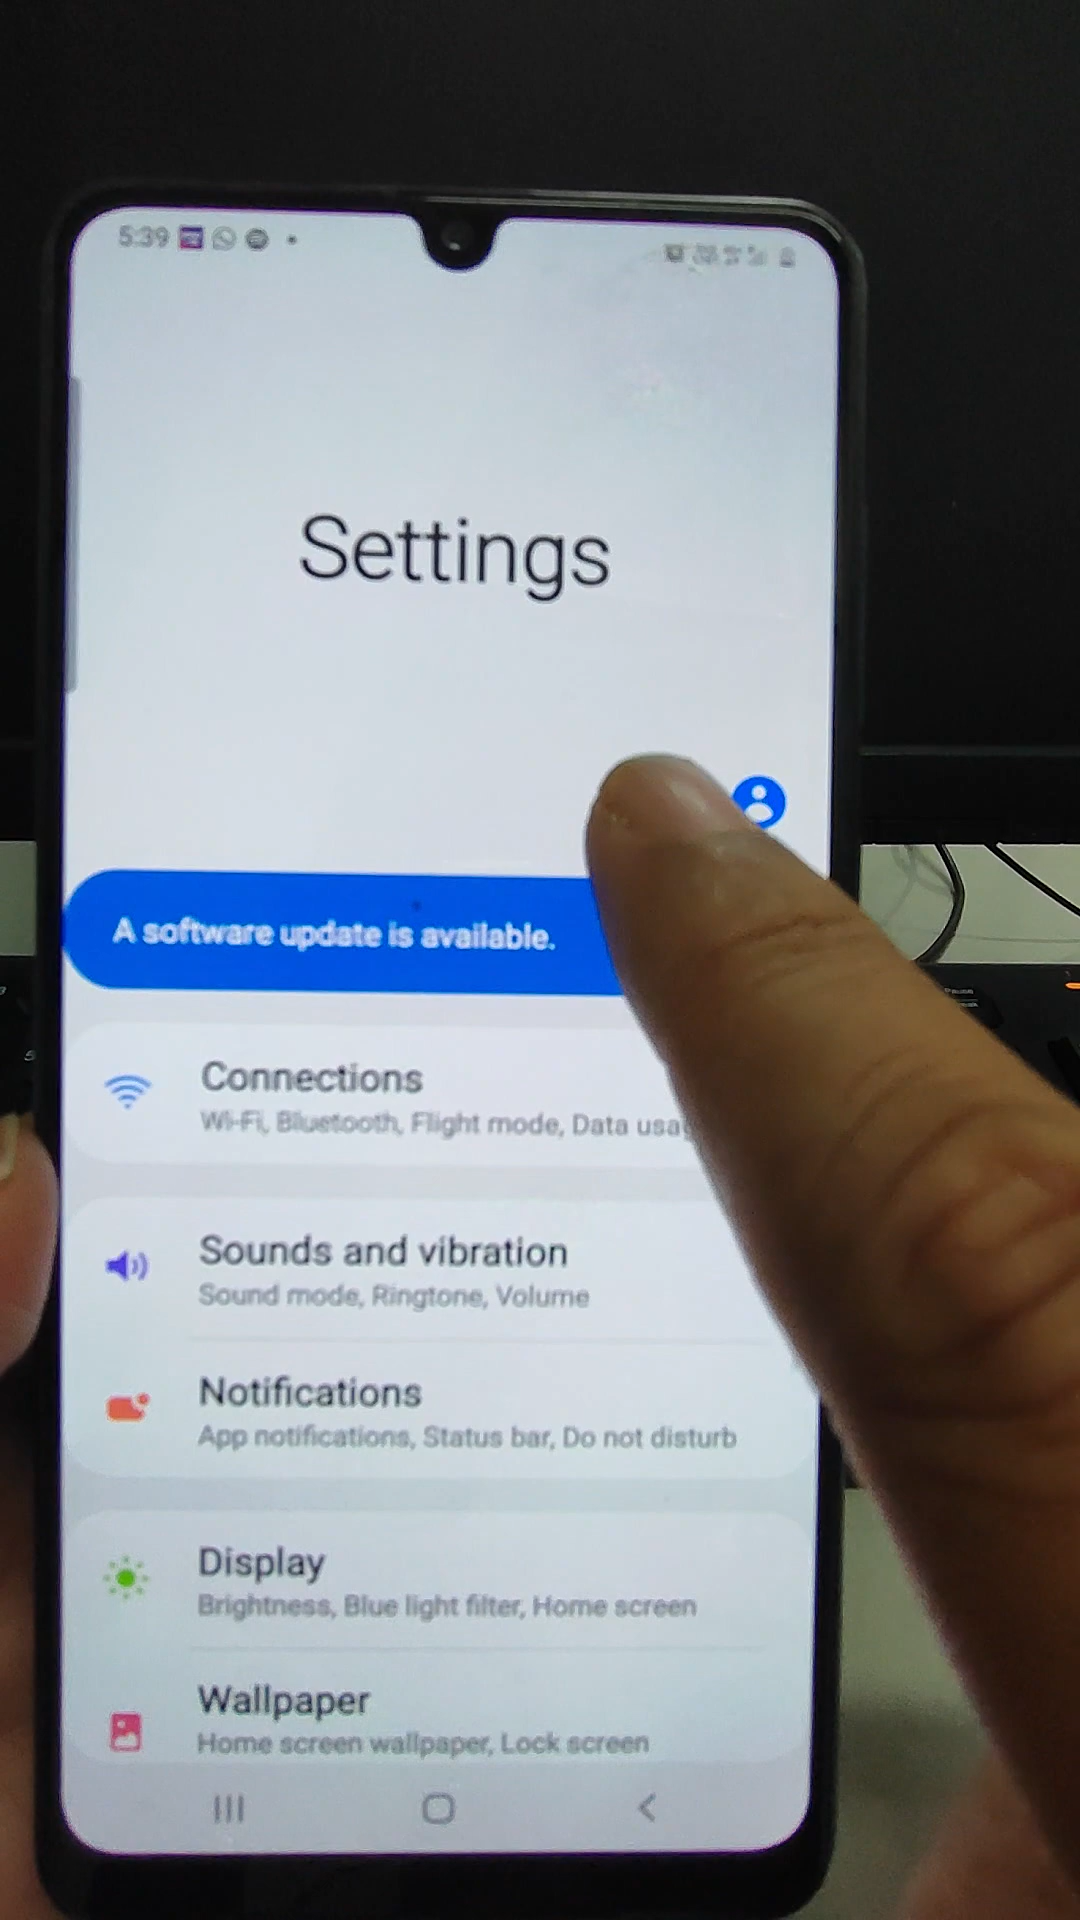 5:39
Settings
A software update is available.
Connections
Wi-Fi, Bluetooth, Flight mode, Data usag
Sounds and vibration
Sound mode, Ringtone, Volume
Notifications
App notifications, Status bar, Do not disturb
Display
Brightness, Blue light filter, Home screen
Wallpaper
Home screen wallpaper, Lock screen
Pause